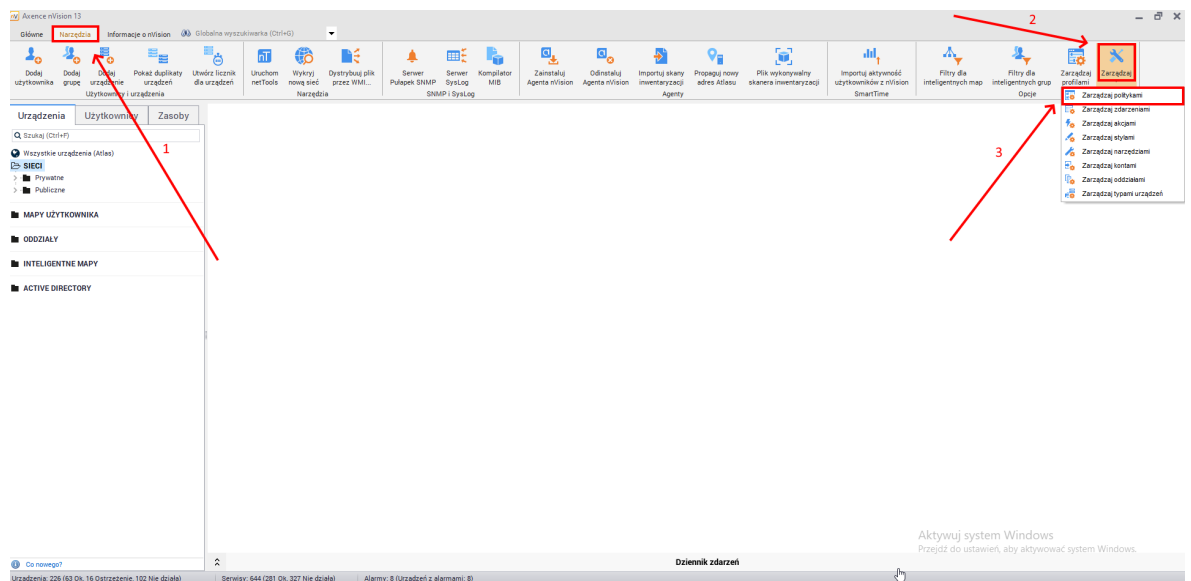 nV Axence nVision 13
Główne Narzędzia Informacje o nVision Globalna wyszukiwarka (Ctrl+G)
2
Dodaj użytkownika
Dodaj grupę
Dodaj urządzenie
Pokaż duplikaty urządzeń
Utwórz licznik dla urządzeń
Uruchom netTools
Wykryj nową sieć
Dystrybuuj plik przez WMI...
Serwer Pułapek SNMP
Serwer SysLog
Kompilator MIB
Zainstaluj Agenta nVision
Odinstaluj Agenta nVision
Importuj skany inwentaryzacji
Propaguj nowy adres Atlasu
Plik wykonywalny skanera inwentaryzacji
Importuj aktywność użytkowników z nVision
Filtry dla inteligentnych map
Filtry dla inteligentnych grup
Zarządzaj profilami
Zarządzaj
Użytkownicy i urządzenia Narzędzia SNMP i SysLog Agenty SmartTime Opcje
Zarządzaj politykami
Zarządzaj zdarzeniami
Zarządzaj akcjami
Zarządzaj stylami
Zarządzaj narzędziami
Zarządzaj kontami
Zarządzaj oddziałami
Zarządzaj typami urządzeń
3
Urządzenia Użytkownicy Zasoby
Szukaj (Ctrl+F)
1
Wszystkie urządzenia (Atlas)
SIECI
Prywatne
Publiczne
MAPY UŻYTKOWNIKA
ODDZIAŁY
INTELIGENTNE MAPY
ACTIVE DIRECTORY
Aktywuj system Windows
Przejdź do ustawień, aby aktywować system Windows.
Co nowego?
Dziennik zdarzeń
Urządzenia: 226 (63 Ok, 16 Ostrzeżenie, 102 Nie działa) Serwisy: 644 (281 Ok, 327 Nie działa) Alarmy: 8 (Urządzeń z alarmami: 8)